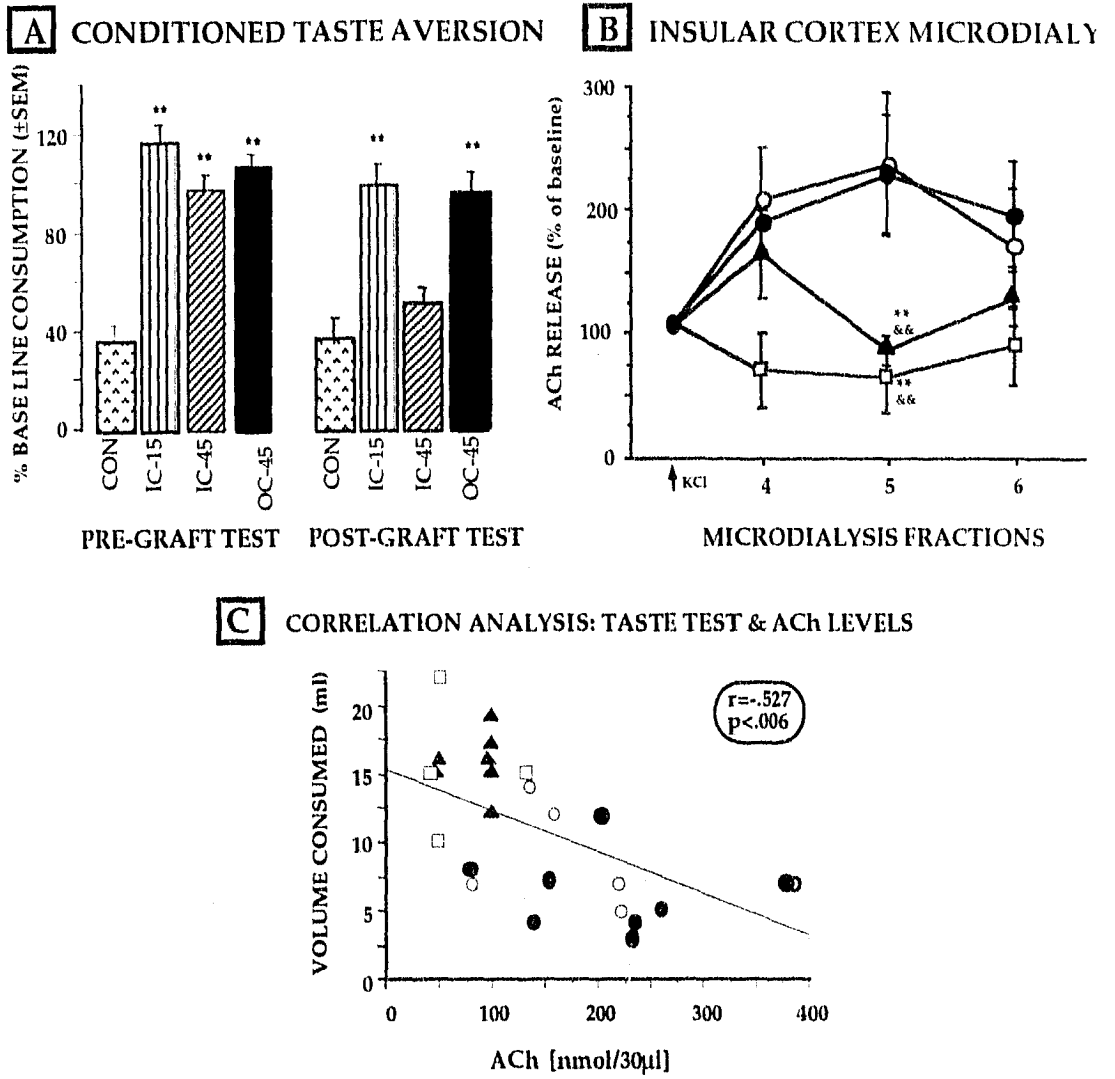 A CONDITIONED TASTE AVERSION
% BASE LINE CONSUMPTION (±SEM)
120
80
40
0
** ** **
** **
CON IC-15 IC-45 OC-45
CON IC-15 IC-45 OC-45
PRE-GRAFT TEST POST-GRAFT TEST
B INSULAR CORTEX MICRODIALY
ACh RELEASE (% of baseline)
300
200
100
0
**
&&
**
&&
KCl 4 5 6
MICRODIALYSIS FRACTIONS
C CORRELATION ANALYSIS: TASTE TEST & ACh LEVELS
VOLUME CONSUMED (ml)
20
15
10
5
0
r=-.527
p<.006
0 100 200 300 400
ACh [nmol/30µl]